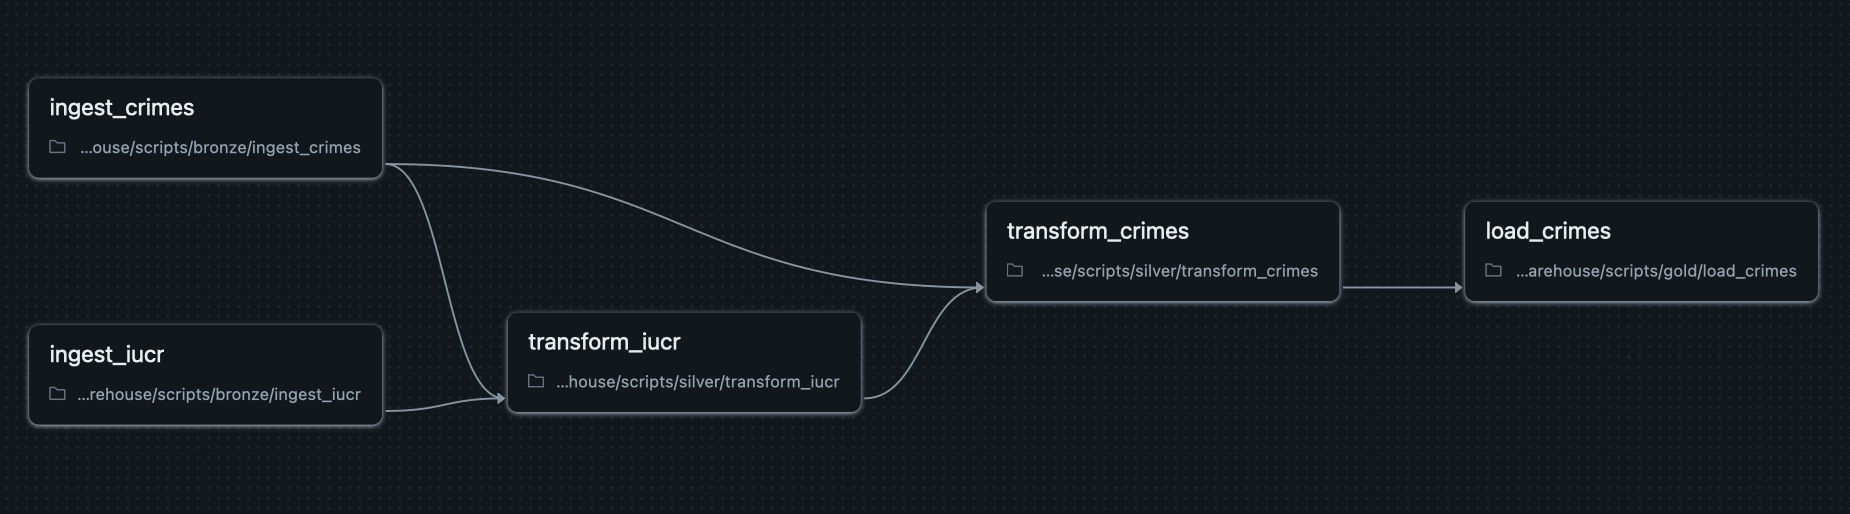 ingest_crimes
...ouse/scripts/bronze/ingest_crimes
ingest_iucr
...rehouse/scripts/bronze/ingest_iucr
transform_iucr
...house/scripts/silver/transform_iucr
transform_crimes
...se/scripts/silver/transform_crimes
load_crimes
...arehouse/scripts/gold/load_crimes